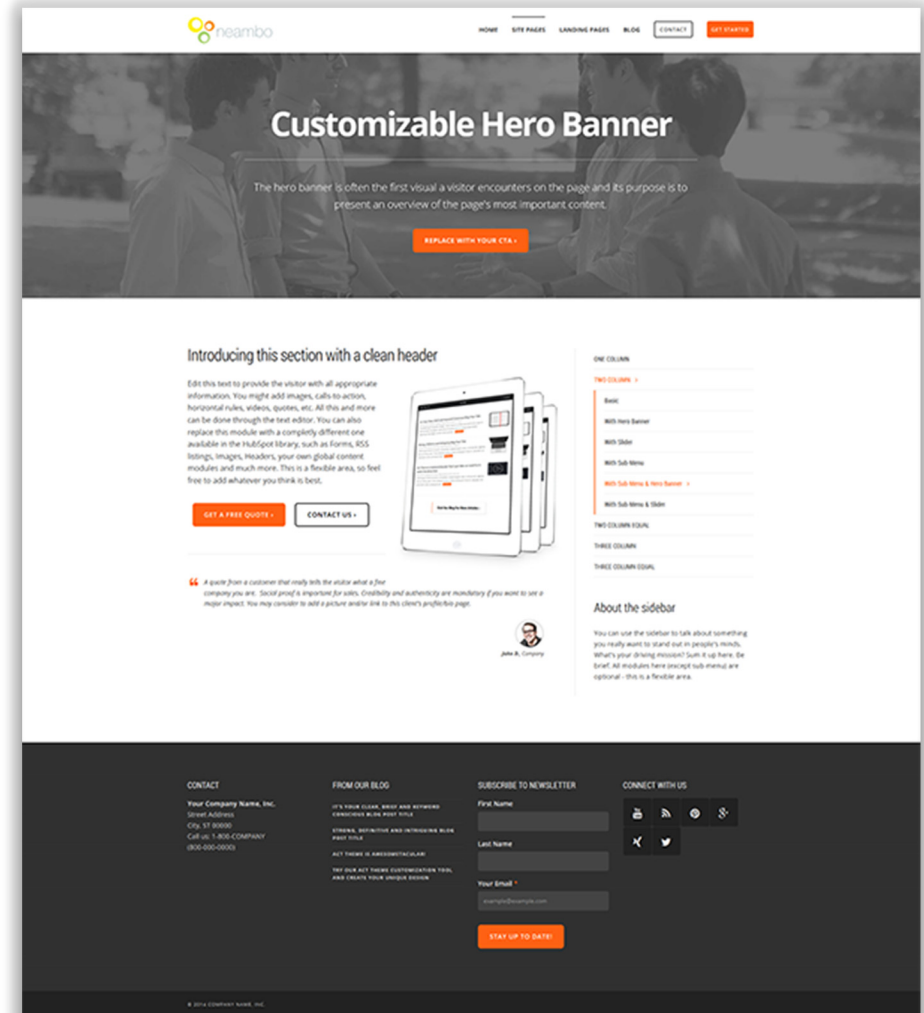 neambo
HOME SITE PAGES LANDING PAGES BLOG CONTACT GET STARTED
Customizable Hero Banner
The hero banner is often the first visual a visitor encounters on the page and its purpose is to
present an overview of the page's most important content.
REPLACE WITH YOUR CTA ›
Introducing this section with a clean header
Edit this text to provide the visitor with all appropriate
information. You might add images, calls-to-action,
horizontal rules, videos, quotes, etc. All this and more
can be done through the text editor. You can also
replace this module with a completly different one
available in the HubSpot library, such as Forms, RSS
listings, Images, Headers, your own global content
modules and much more. This is a flexible area, so feel
free to add whatever you think is best.
GET A FREE QUOTE ›
CONTACT US ›
A quote from a customer that really tells the visitor what a fine
company you are. Social proof is important for sales. Credibility and authenticity are mandatory if you want to see a
major impact. You may consider to add a picture and/or link to this client's profile/bio page.
John D, Company
ONE COLUMN
TWO COLUMN >
Basic
With Hero Banner
With Slider
With Sub-Menu
With Sub-Menu & Hero Banner >
With Sub-Menu & Slider
TWO COLUMN EQUAL
THREE COLUMN
THREE COLUMN EQUAL
About the sidebar
You can use the sidebar to talk about something
you really want to stand out in people's minds.
What's your driving mission? Sum it up here. Be
brief. All modules here (except sub menu) are
optional - this is a flexible area.
CONTACT
Your Company Name, Inc.
Street Address
City, ST 90000
Call us: 1-800-COMPANY
(800-000-0000)
FROM OUR BLOG
IT'S YOUR CLEAR, BRIEF AND KEYWORD
CONSCIOUS BLOG POST TITLE
STRONG, DEFINITIVE AND INTRIGUING BLOG
POST TITLE
ACT THEME IS AWESOMETACULAR!
TRY OUR ACT THEME CUSTOMIZATION TOOL
AND CREATE YOUR UNIQUE DESIGN
SUBSCRIBE TO NEWSLETTER
First Name
Last Name
Your Email *
example@example.com
STAY UP TO DATE!
CONNECT WITH US
© 2014 COMPANY NAME, INC.